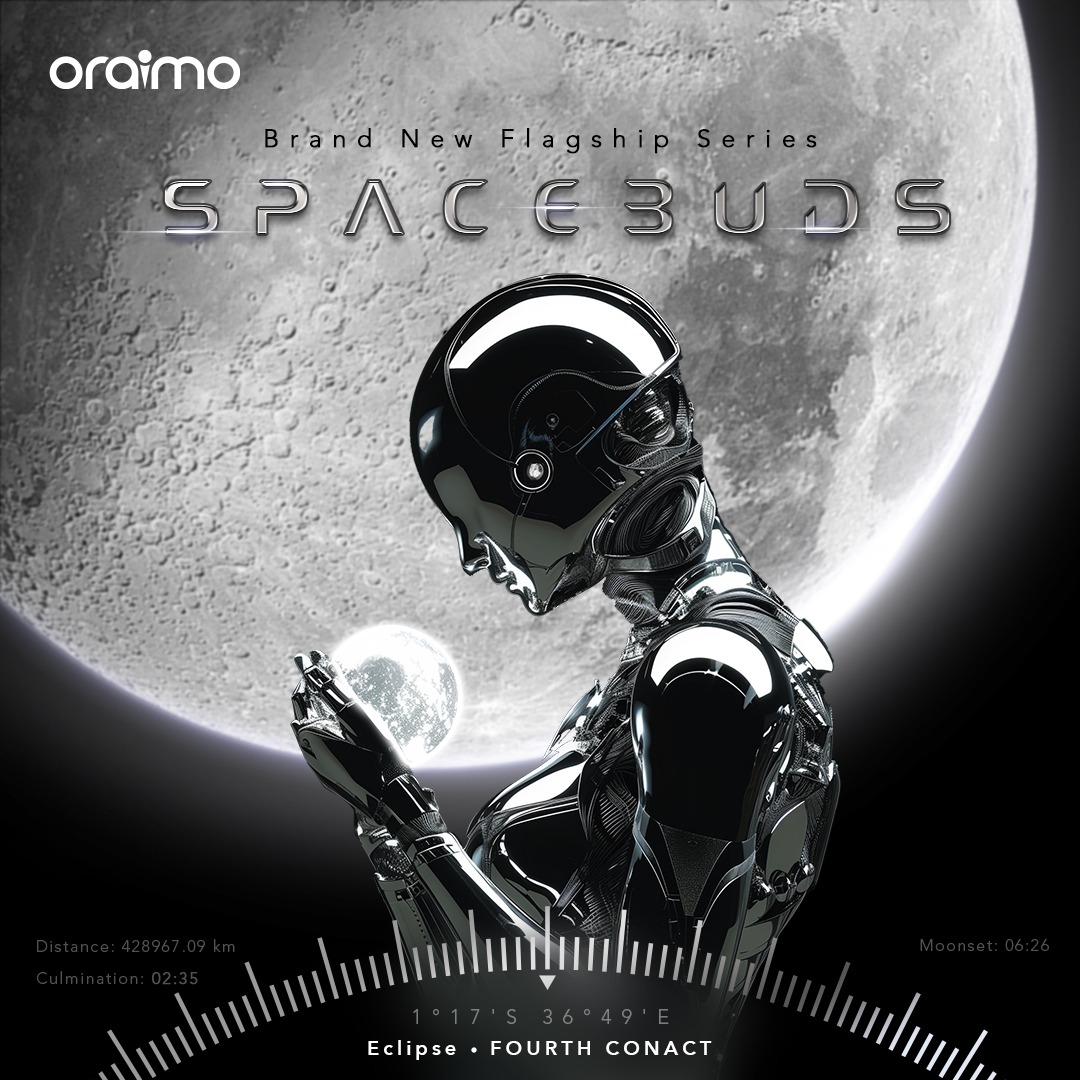 oraimo
Brand New Flagship Series
SPACEBUDS
Distance: 428967.09 km
Moonset: 06:26
Culmination: 02:35
1°17'S 36°49'E
Eclipse • FOURTH CONACT